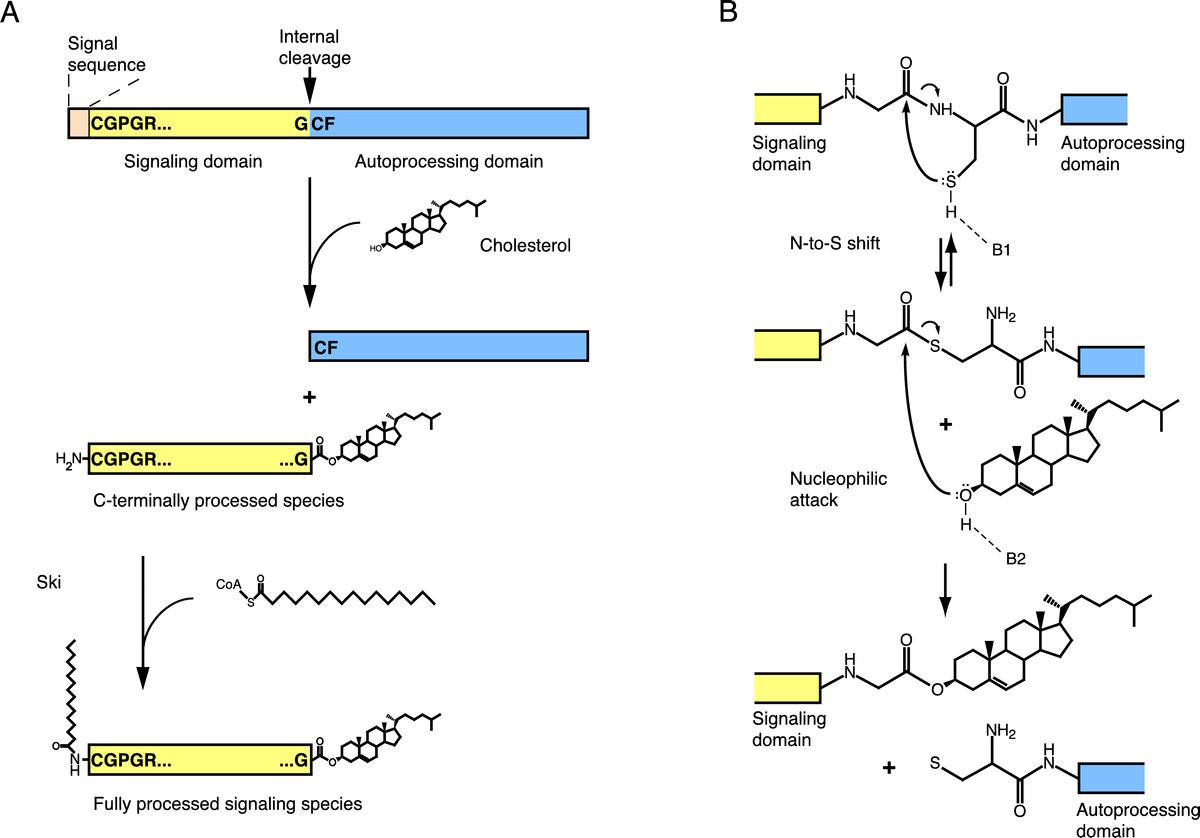 A
Signal
sequence
Internal
cleavage
CGPGR... G CF
Signaling domain Autoprocessing domain
HO
Cholesterol
CF
+
H2N CGPGR... ...G O O
C-terminally processed species
Ski
CoA S O
O N H CGPGR... ...G O O
Fully processed signaling species
B
H N O NH O N H
Signaling
domain
Autoprocessing
domain
:S̈
H
B1
N-to-S shift
H N O S NH2 O H N
+
Nucleophilic
attack
:Ö
H
B2
H N O O
Signaling
domain
+
S NH2 O H N
Autoprocessing
domain